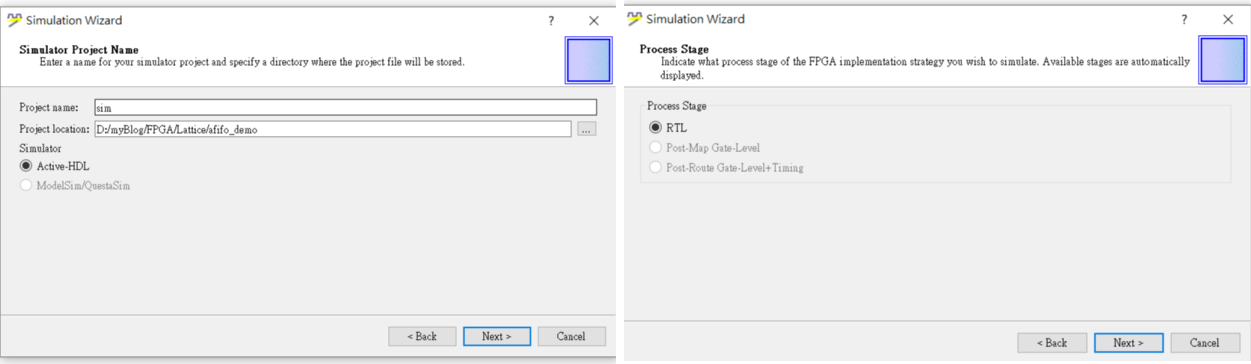 Simulation Wizard
?
Simulator Project Name
Enter a name for your simulator project and specify a directory where the project file will be stored.
Project name:
sim
Project location:
D:/myBlog/FPGA/Lattice/afifo_demo
...
Simulator
Active-HDL
ModelSim/QuestaSim
< Back
Next >
Cancel
Simulation Wizard
?
Process Stage
Indicate what process stage of the FPGA implementation strategy you wish to simulate. Available stages are automatically
displayed.
Process Stage
RTL
Post-Map Gate-Level
Post-Route Gate-Level+Timing
< Back
Next >
Cancel